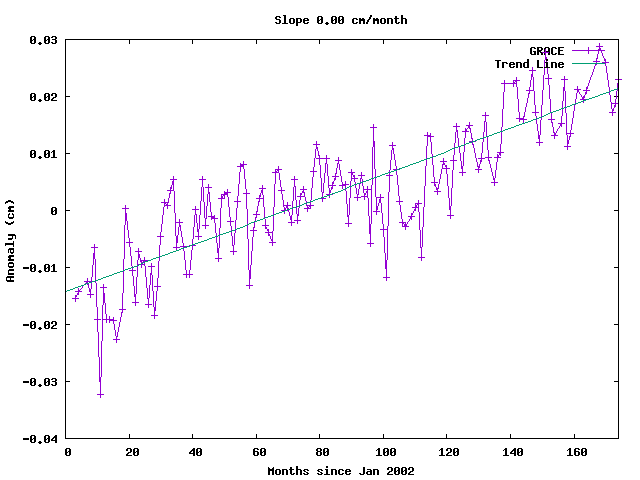 Slope 0.00 cm/month
GRACE
Trend Line
0.03
0.02
0.01
0
-0.01
-0.02
-0.03
-0.04
Anomaly (cm)
0 20 40 60 80 100 120 140 160
Months since Jan 2002